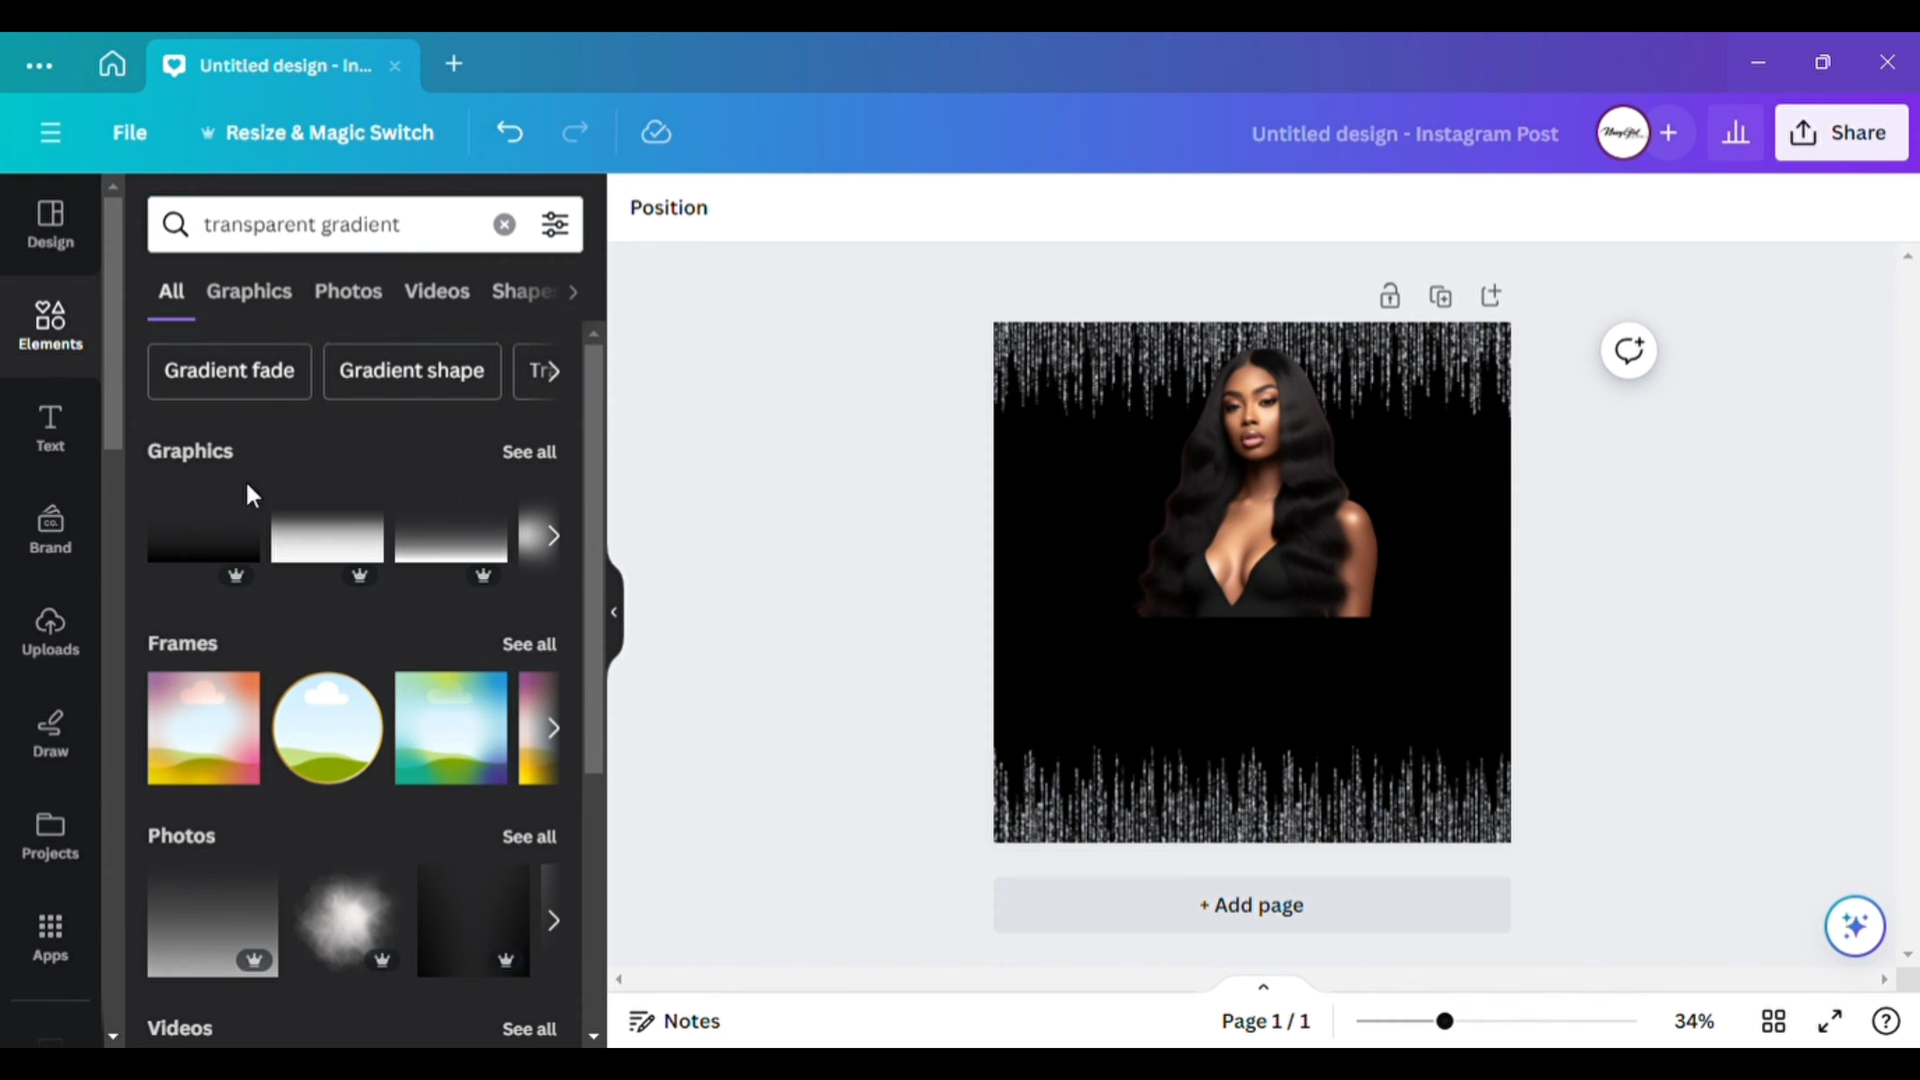 Untitled design - In...
File
Resize & Magic Switch
Untitled design - Instagram Post
Share
Design
Elements
Text
Brand
CO.
Uploads
Draw
Projects
Apps
transparent gradient
All Graphics Photos Videos Shape
Gradient fade Gradient shape
Graphics See all
Frames See all
Photos See all
Videos See all
Position
+ Add page
Notes
Page 1 / 1
34%